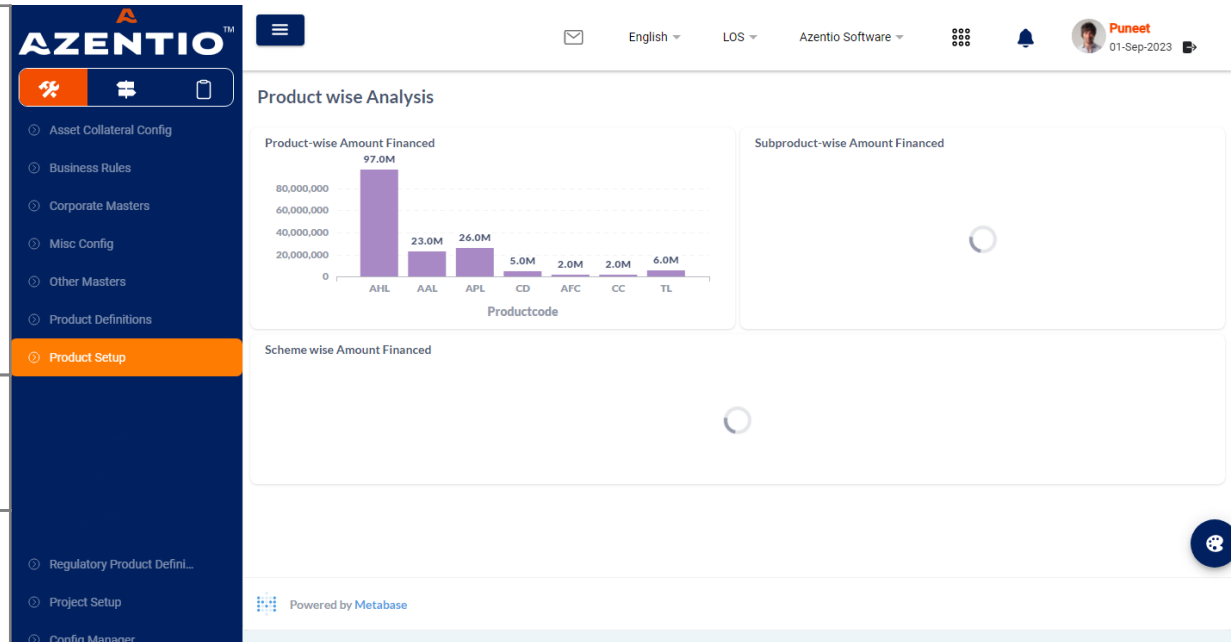 AZENTIO™
English
LOS
Azentio Software
Puneet
01-Sep-2023
Asset Collateral Config
Business Rules
Corporate Masters
Misc Config
Other Masters
Product Definitions
Product Setup
Regulatory Product Defini...
Project Setup
Config Manager
Product wise Analysis
Product-wise Amount Financed
97.0M
80,000,000
60,000,000
40,000,000
20,000,000
0
23.0M
26.0M
5.0M
2.0M
2.0M
6.0M
AHL AAL APL CD AFC CC TL
Productcode
Subproduct-wise Amount Financed
Scheme wise Amount Financed
Powered by Metabase